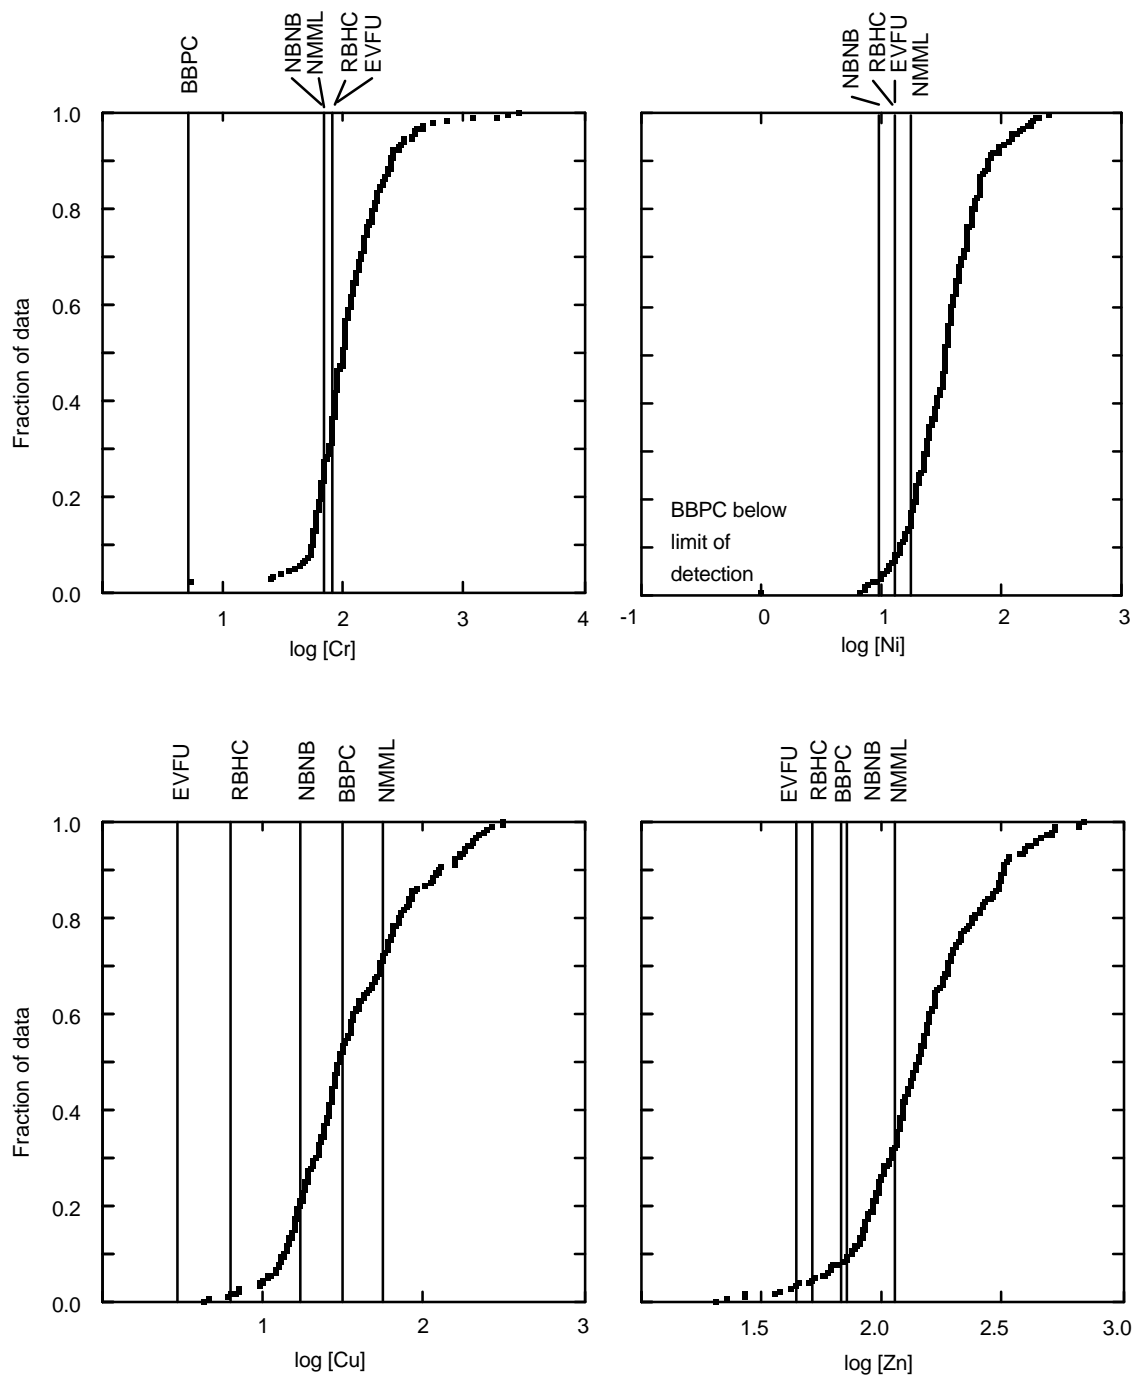 BBPC
NBNB
NMML
RBHC
EVFU
NBNB
RBHC
EVFU
NMML
1.0
0.8
0.6
0.4
0.2
0.0
Fraction of data
1 2 3 4
log [Cr]
BBPC below
limit of
detection
-1 0 1 2 3
log [Ni]
EVFU
RBHC
NBNB
BBPC
NMML
EVFU
RBHC
BBPC
NBNB
NMML
1.0
0.8
0.6
0.4
0.2
0.0
Fraction of data
1 2 3
log [Cu]
1.5 2.0 2.5 3.0
log [Zn]